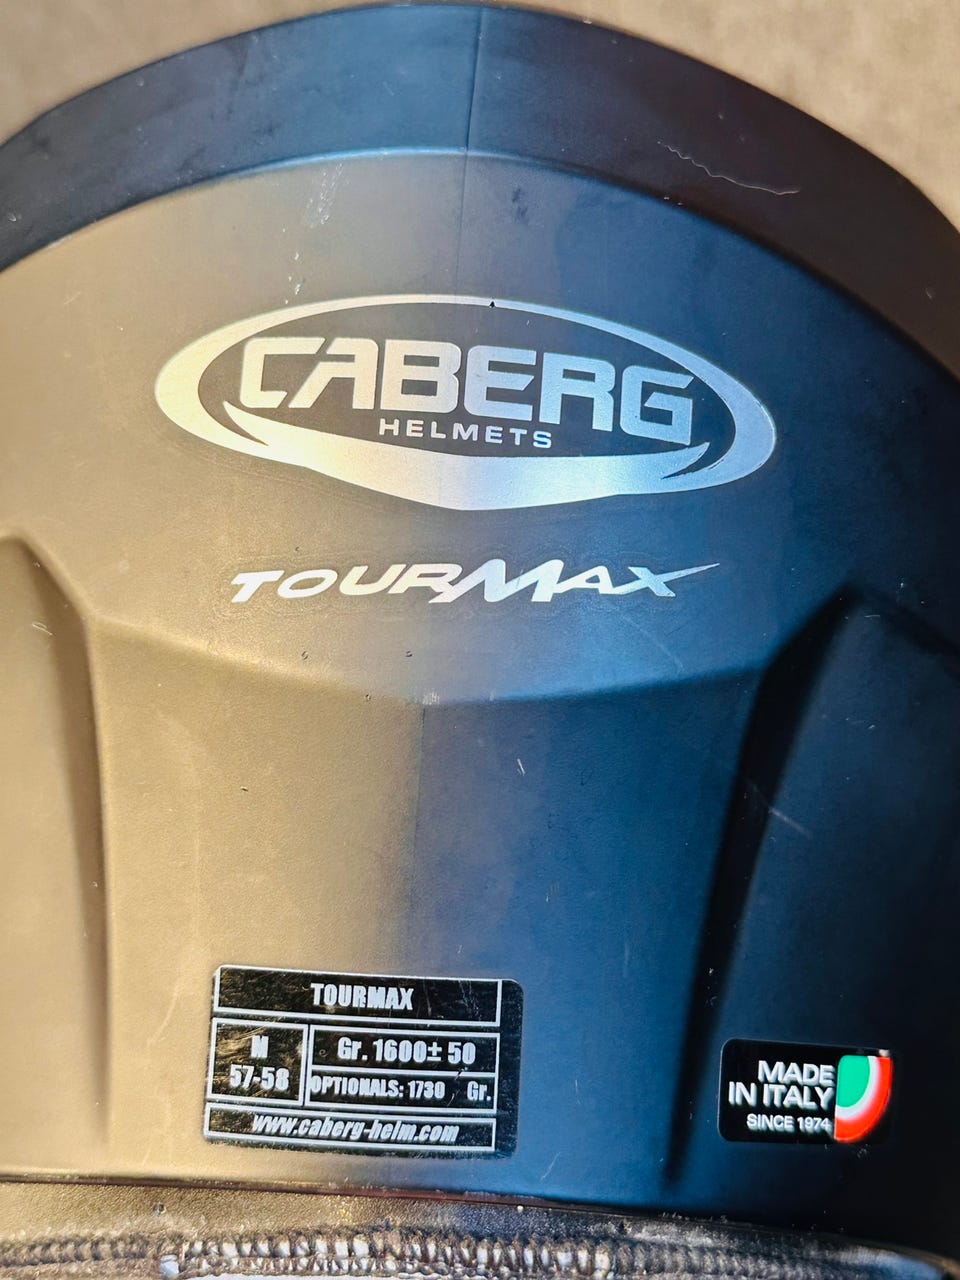 CABERG
HELMETS
TOURMAX
TOURMAX
M
57-58
Gr. 1600± 50
OPTIONALS: 1730 Gr.
www.caberg-helm.com
MADE
IN ITALY
SINCE 1974